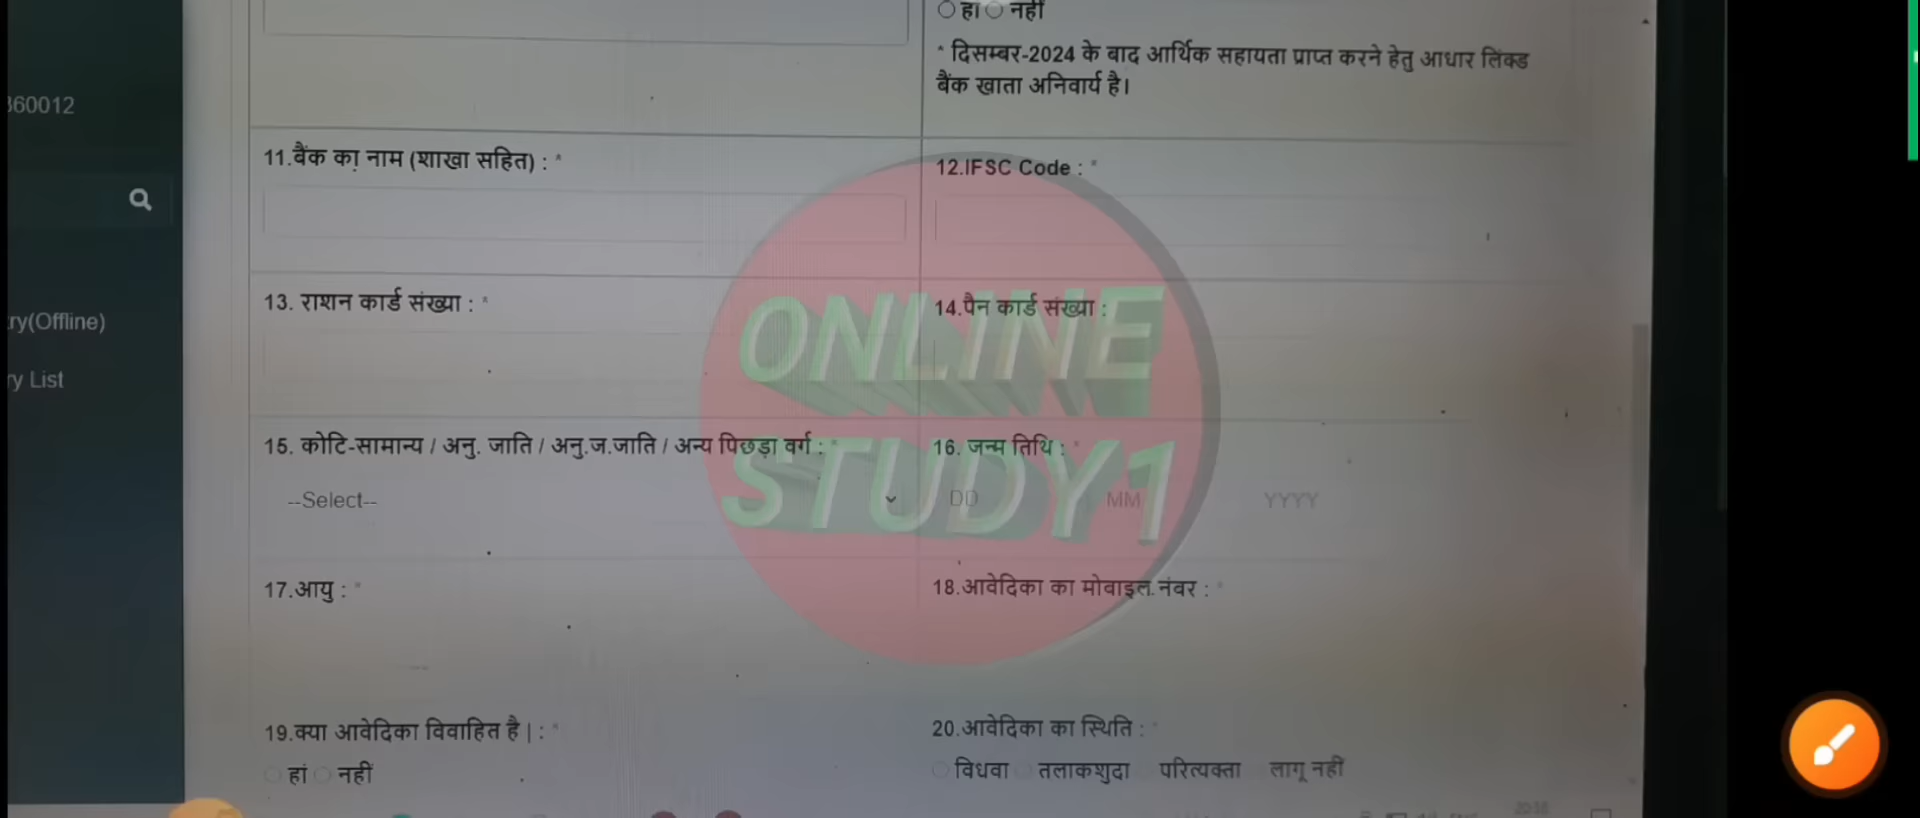 हां नहीं
* दिसम्बर-2024 के बाद आर्थिक सहायता प्राप्त करने हेतु आधार लिंक्ड
बैंक खाता अनिवार्य है।
360012
11.बैंक का नाम (शाखा सहित) : *
12.IFSC Code : *
13. राशन कार्ड संख्या : *
14.पैन कार्ड संख्या :
ry(Offline)
ry List
ONLINE
STUDY1
15. कोटि-सामान्य / अनु. जाति / अनु.ज.जाति / अन्य पिछड़ा वर्ग : *
16. जन्म तिथि : *
--Select--
DD MM YYYY
17.आयु : *
18.आवेदिका का मोबाइल नंबर : *
19.क्या आवेदिका विवाहित है | : *
20.आवेदिका का स्थिति : *
हां नहीं
विधवा तलाकशुदा परित्यक्ता लागू नहीं